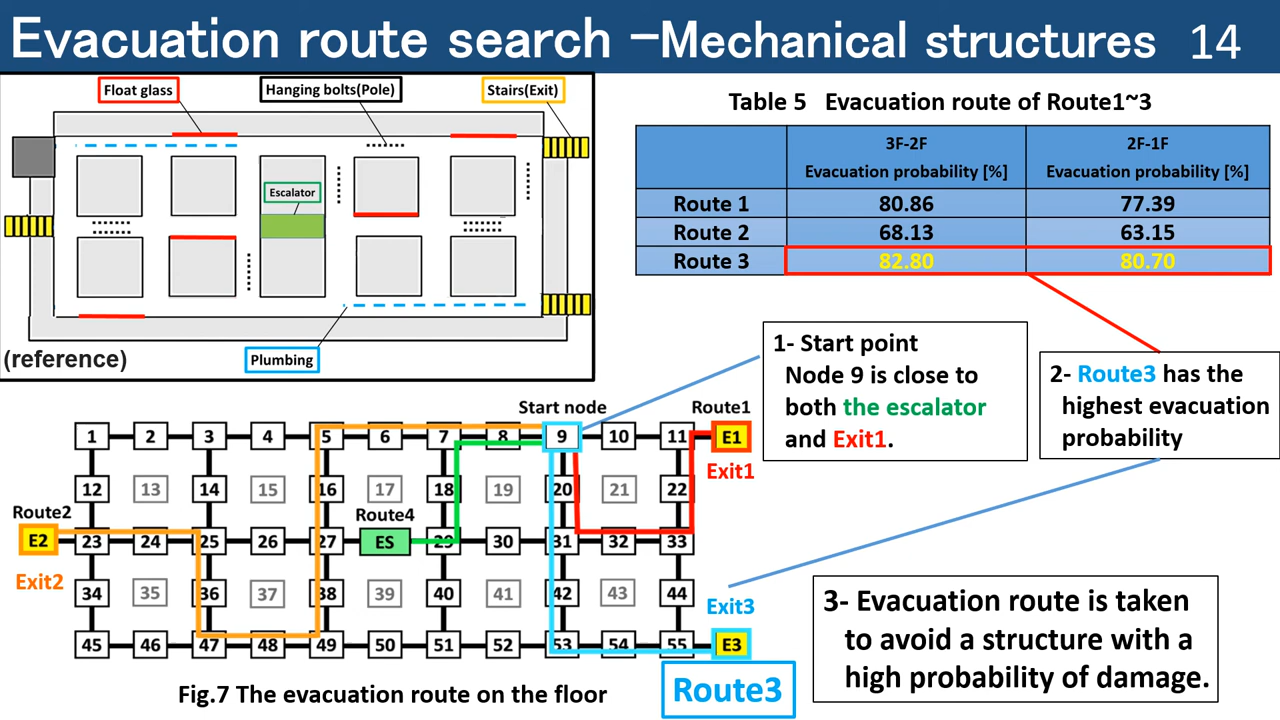 Evacuation route search －Mechanical structures 14
Float glass
Hanging bolts(Pole)
Stairs(Exit)
Escalator
(reference)
Plumbing
Table 5 Evacuation route of Route1~3
3F-2F
Evacuation probability [%]
2F-1F
Evacuation probability [%]
Route 1 80.86 77.39
Route 2 68.13 63.15
Route 3 82.80 80.70
1- Start point
Node 9 is close to
both the escalator
and Exit1.
2- Route3 has the
highest evacuation
probability
Start node
Route1
1 2 3 4 5 6 7 8 9 10 11 E1
Exit1
12 13 14 15 16 17 18 19 20 21 22
Route2
Route4
E2 23 24 25 26 27 ES 29 30 31 32 33
Exit2
34 35 36 37 38 39 40 41 42 43 44
Exit3
45 46 47 48 49 50 51 52 53 54 55 E3
Route3
3- Evacuation route is taken
to avoid a structure with a
high probability of damage.
Fig.7 The evacuation route on the floor